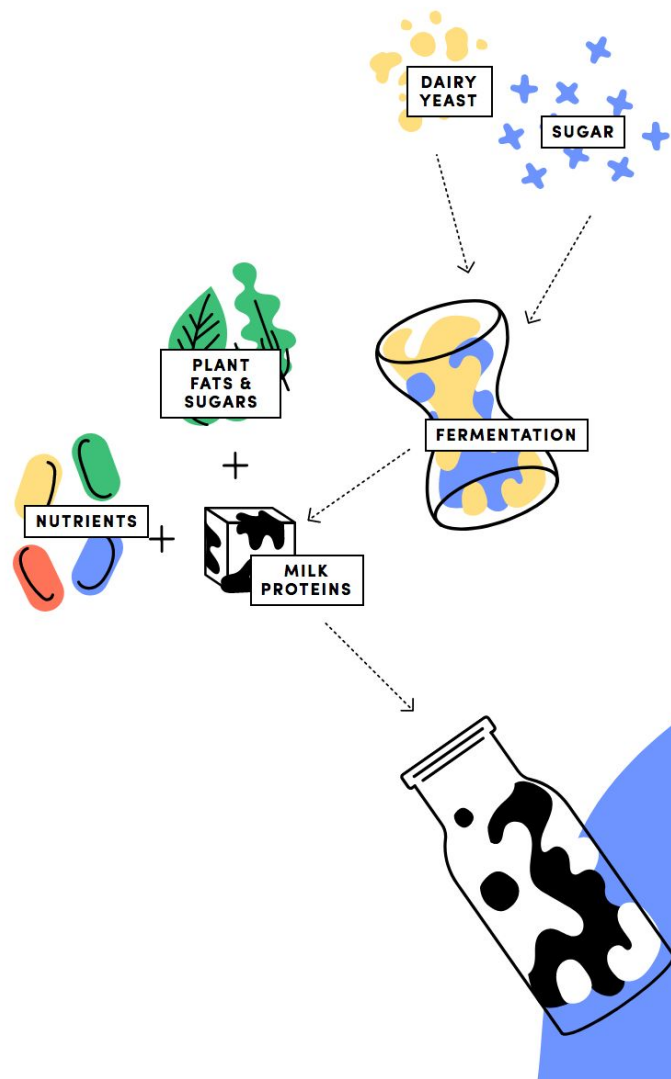 DAIRY
YEAST
SUGAR
PLANT
FATS &
SUGARS
FERMENTATION
NUTRIENTS
MILK
PROTEINS